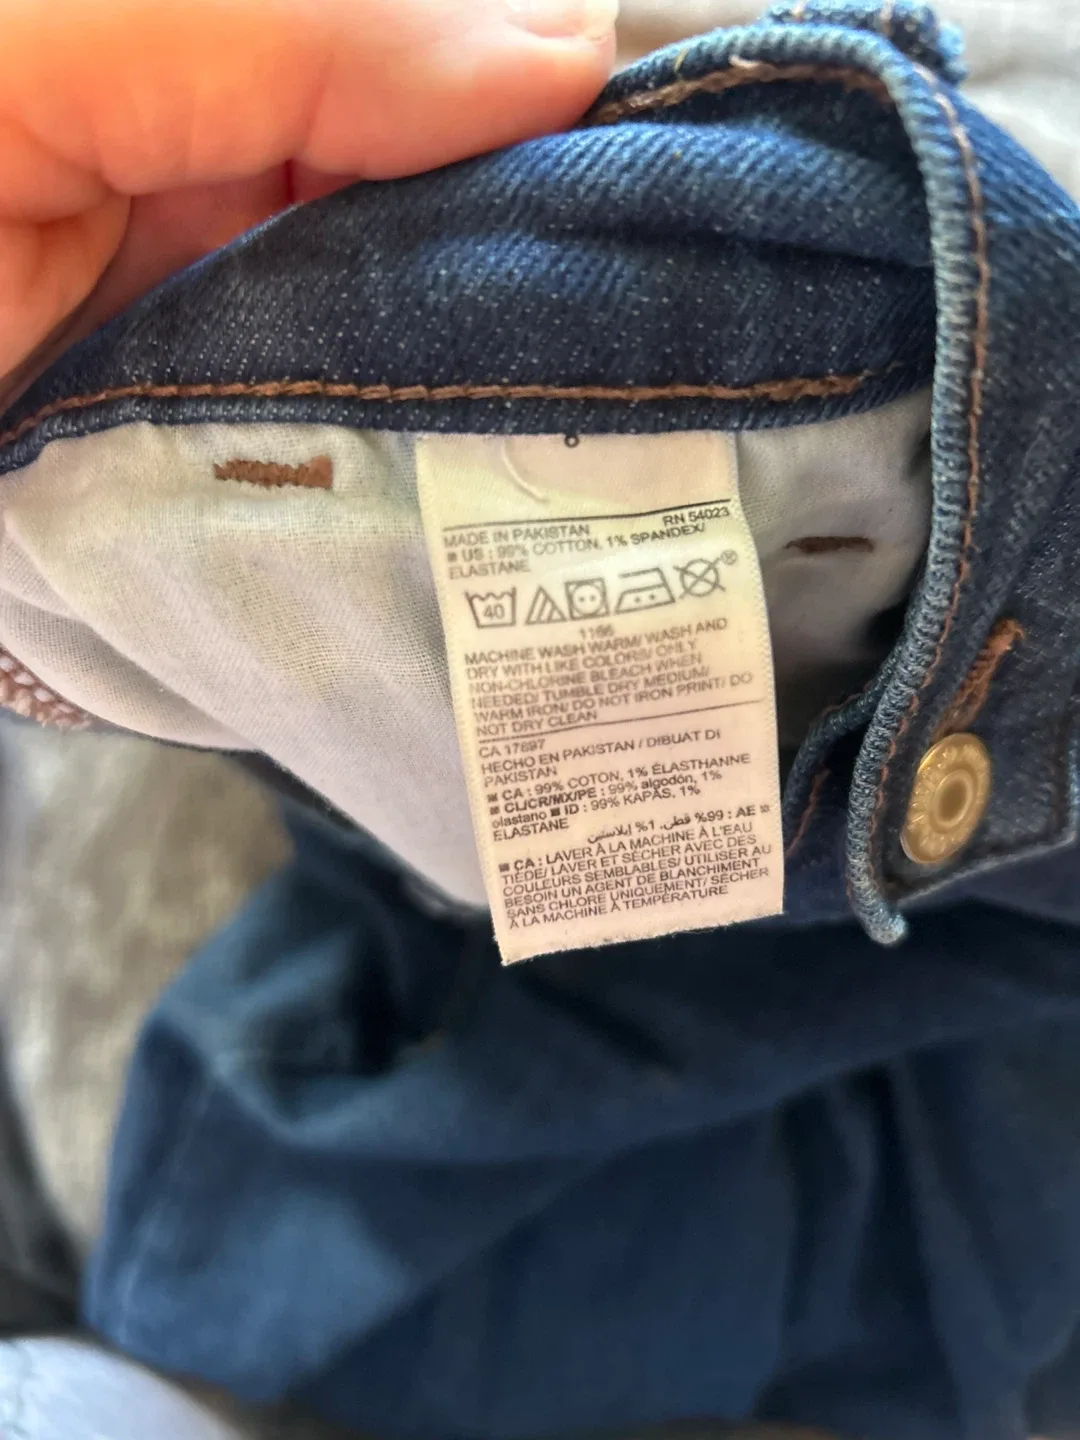 8
MADE IN PAKISTAN RN 54023
US : 99% COTTON, 1% SPANDEX/
ELASTANE
40
1166
MACHINE WASH WARM/ WASH AND
DRY WITH LIKE COLORS/ ONLY
NON-CHLORINE BLEACH WHEN
NEEDED/ TUMBLE DRY MEDIUM/
WARM IRON/ DO NOT IRON PRINT/ DO
NOT DRY CLEAN
CA 17897
HECHO EN PAKISTAN / DIBUAT DI
PAKISTAN
CA : 99% COTON, 1% ÉLASTHANNE
CL/CR/MX/PE : 99% algodón, 1%
elastano ID : 99% KAPAS, 1%
ELASTANE
AE : 99% قطن, 1% إيلاستين
CA : LAVER À LA MACHINE À L'EAU
TIÈDE/ LAVER ET SÉCHER AVEC DES
COULEURS SEMBLABLES/ UTILISER AU
BESOIN UN AGENT DE BLANCHIMENT
SANS CHLORE UNIQUEMENT/ SÉCHER
À LA MACHINE À TEMPÉRATURE